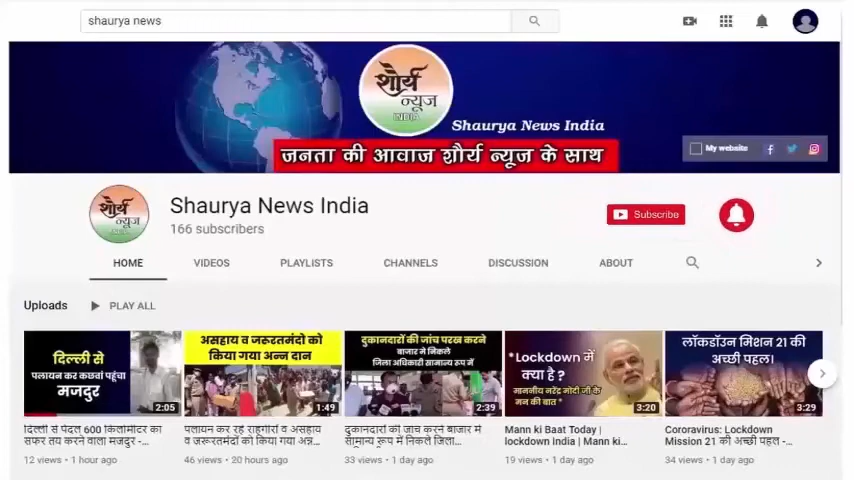 shaurya news
शौर्य
न्यूज
INDIA
Shaurya News India
जनता की आवाज शौर्य न्यूज के साथ
My website
शौर्य
न्यूज
INDIA
Shaurya News India
166 subscribers
Subscribe
HOME
VIDEOS
PLAYLISTS
CHANNELS
DISCUSSION
ABOUT
Uploads
PLAY ALL
दिल्ली से
पलायन कर कछवां पहुंचा
मजदुर
2:05
असहाय व जरूरतमंदो को
किया गया अन्न दान
1:49
दुकानदारों की जांच परख करने
बाजार मे निकले
जिला अधिकारी सामान्य रूप में
2:39
"Lockdown में
क्या है ?
माननीय नरेंद्र मोदी जी के
मन की बात"
3:20
लॉकडॉउन मिशन 21 की
अच्छी पहल।
3:29
दिल्ली से पैदल 600 किलोमीटर का
सफर तय करने वाला मजदुर -...
12 views • 1 hour ago
पलायन कर रहे राहगीरों व असहाय
व जरूरतमंदों को किया गया अन्न...
46 views • 20 hours ago
दुकानदारों की जांच करने बाजार में
सामान्य रूप में निकले जिला...
33 views • 1 day ago
Mann ki Baat Today |
lockdown India | Mann ki...
19 views • 1 day ago
Cororavirus: Lockdown
Mission 21 की अच्छी पहल -...
34 views • 1 day ago